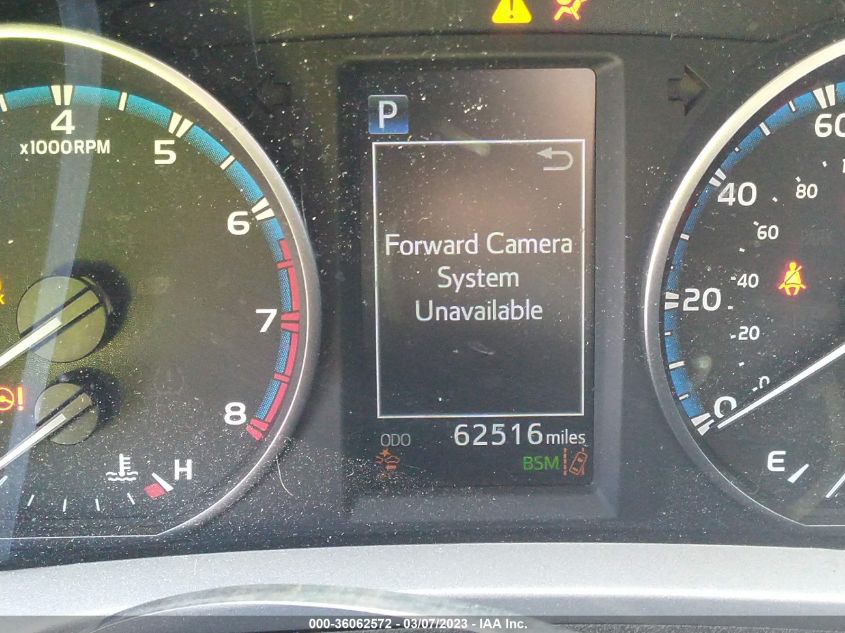 P
4
x1000RPM
5
6
7
8
H
Forward Camera
System
Unavailable
ODO 62516 miles
BSM
60
40
80
60
20
40
20
0
0
E
000-36062572 - 03/07/2023 - IAA Inc.